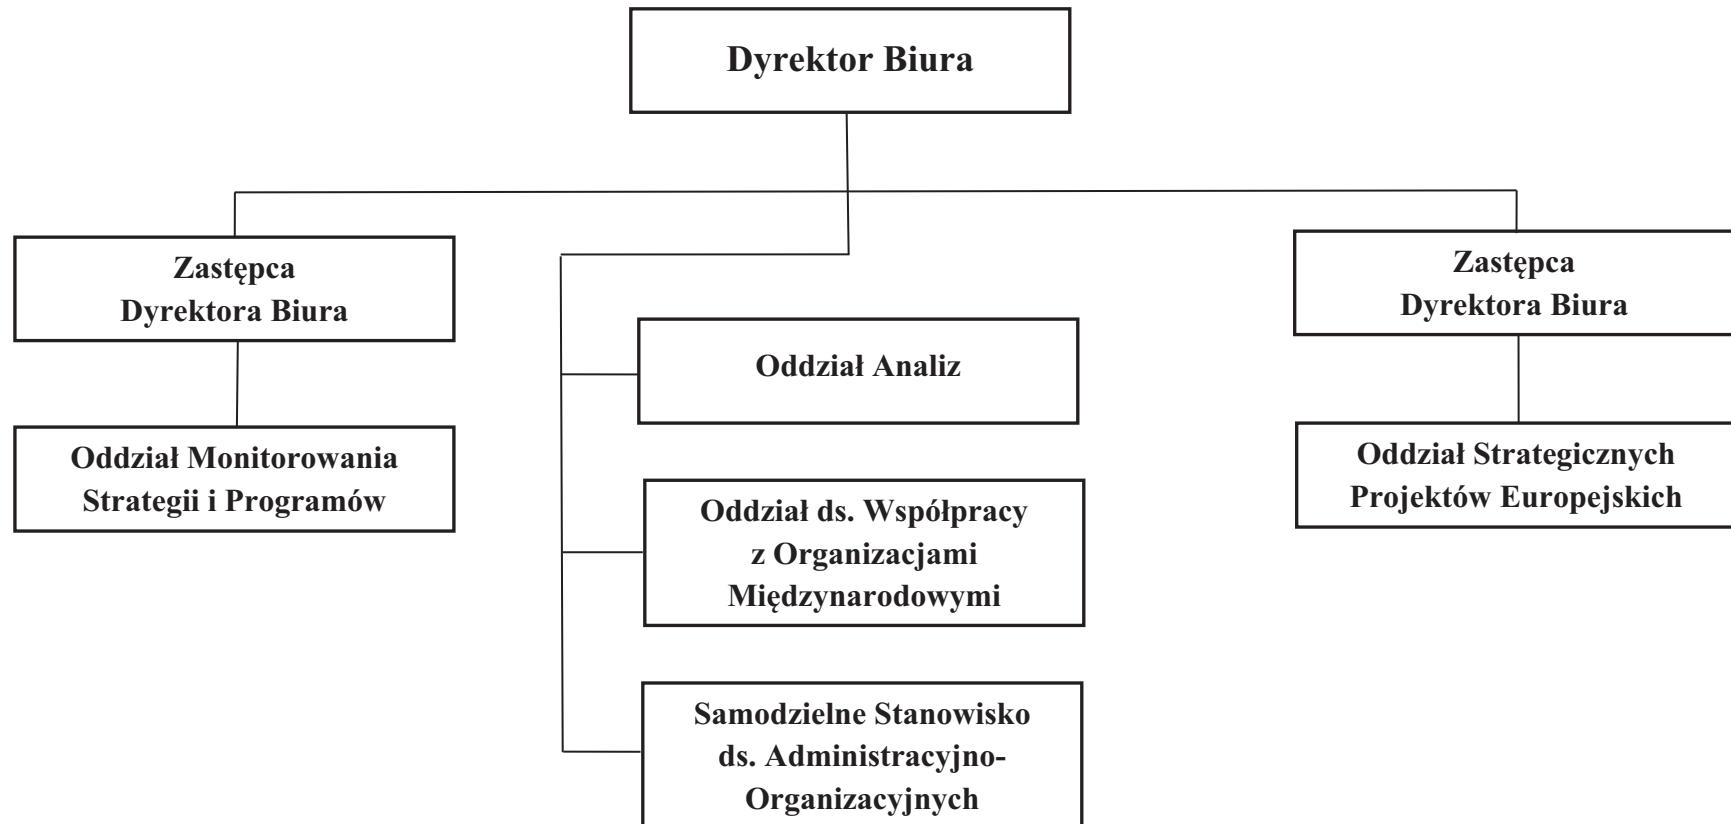 Dyrektor Biura
Zastępca
Dyrektora Biura
Zastępca
Dyrektora Biura
Oddział Analiz
Oddział Monitorowania
Strategii i Programów
Oddział Strategicznych
Projektów Europejskich
Oddział ds. Współpracy
z Organizacjami
Międzynarodowymi
Samodzielne Stanowisko
ds. Administracyjno-
Organizacyjnych